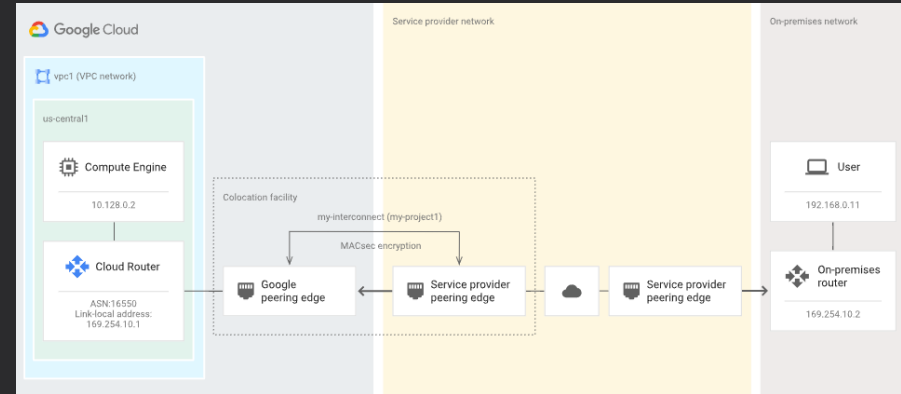 Google Cloud
Service provider network
On-premises network
vpc1 (VPC network)
us-central1
Compute Engine
10.128.0.2
Cloud Router
ASN:16550
Link-local address:
169.254.10.1
Colocation facility
my-interconnect (my-project1)
MACsec encryption
Google
peering edge
Service provider
peering edge
Service provider
peering edge
User
192.168.0.11
On-premises
router
169.254.10.2